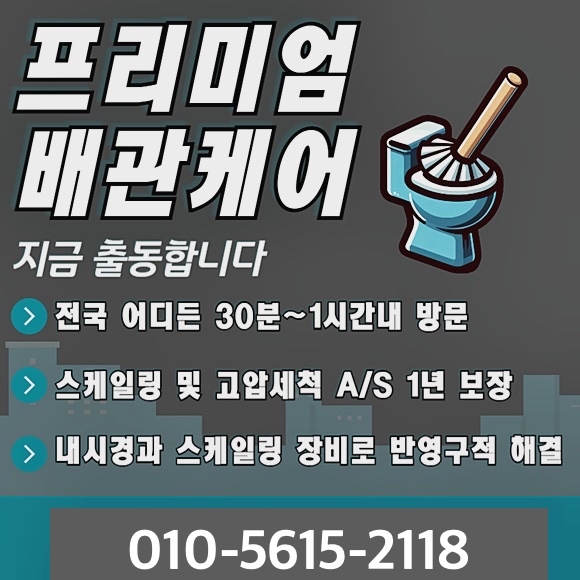 프리미엄
배관케어
지금 출동합니다
전국 어디든 30분~1시간내 방문
스케일링 및 고압세척 A/S 1년 보장
내시경과 스케일링 장비로 반영구적 해결
010-5615-2118